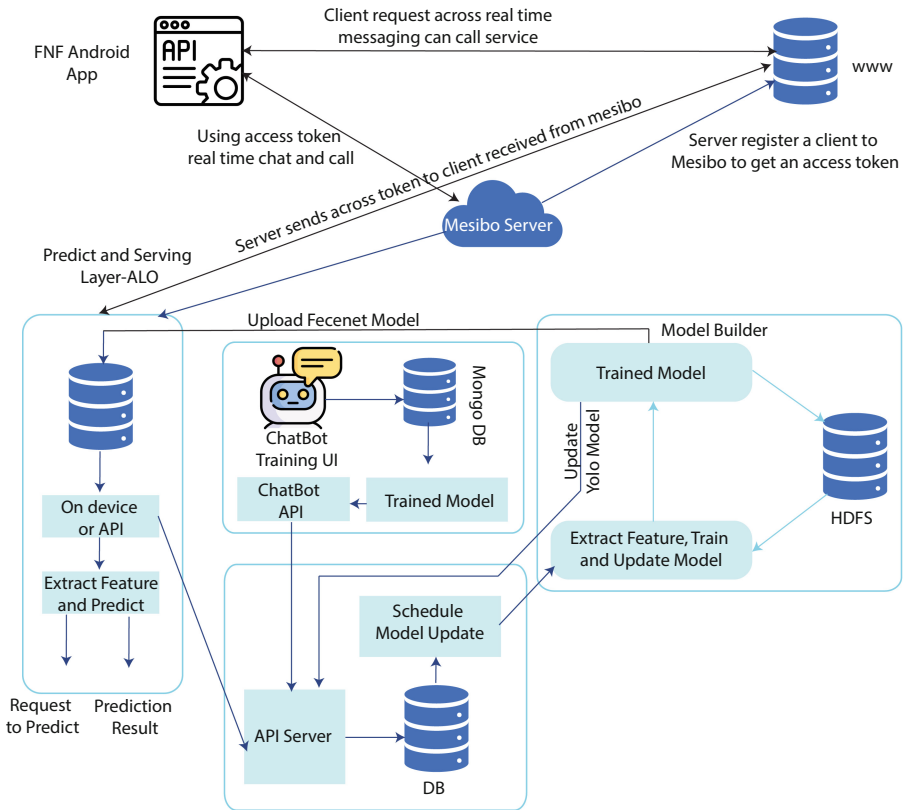 Client request across real time
messaging can call service
FNF Android
App
API
www
Using access token
real time chat and call
Server sends across token to client received from mesibo
Server register a client to
Mesibo to get an access token
Mesibo Server
Predict and Serving
Layer-ALO
Upload Fecenet Model
Model Builder
Trained Model
Mongo DB
ChatBot
Training UI
Update
Yolo Model
ChatBot
API
Trained Model
HDFS
On device
or API
Extract Feature, Train
and Update Model
Extract Feature
and Predict
Schedule
Model Update
Request
to Predict
Prediction
Result
API Server
DB